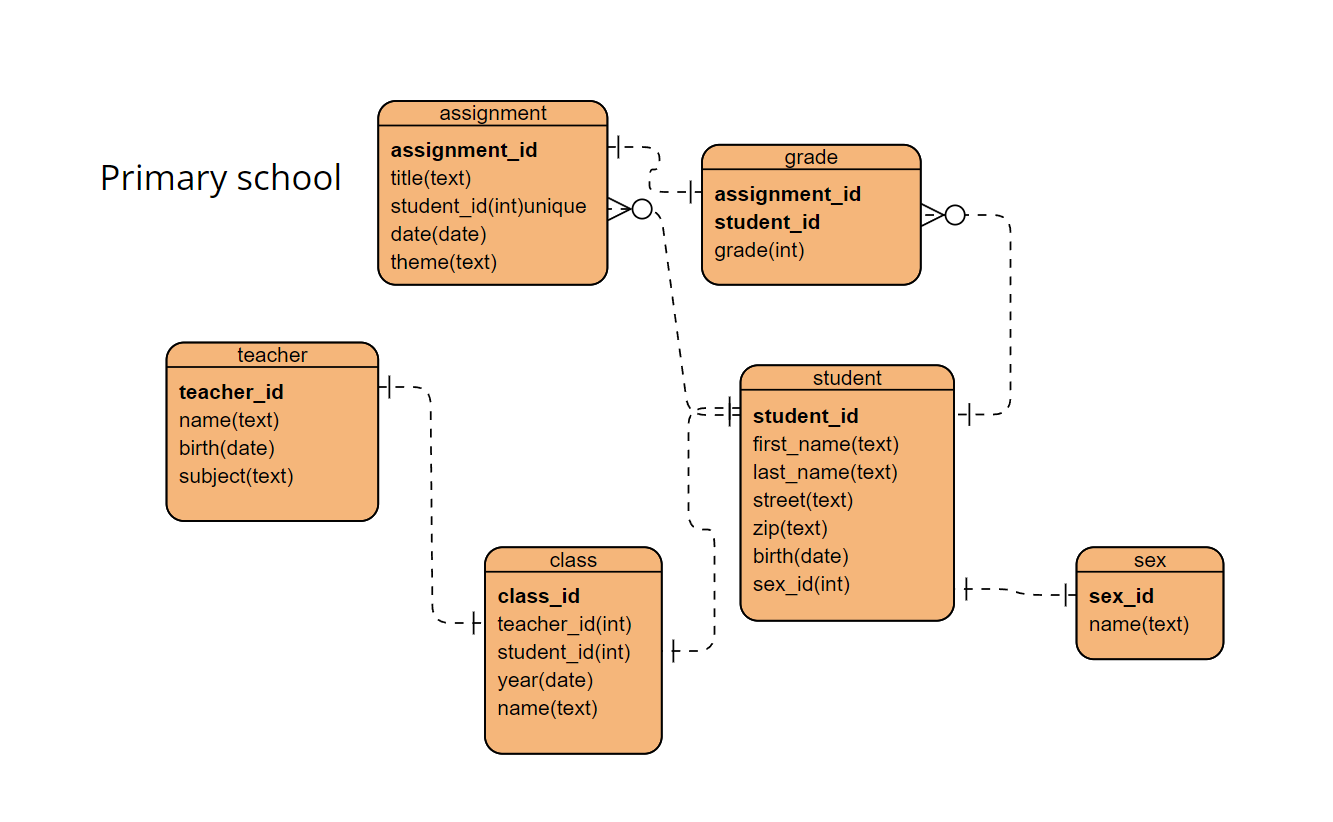 Primary school
assignment
assignment_id
title(text)
student_id(int)unique
date(date)
theme(text)
grade
assignment_id
student_id
grade(int)
teacher
teacher_id
name(text)
birth(date)
subject(text)
student
student_id
first_name(text)
last_name(text)
street(text)
zip(text)
birth(date)
sex_id(int)
class
class_id
teacher_id(int)
student_id(int)
year(date)
name(text)
sex
sex_id
name(text)